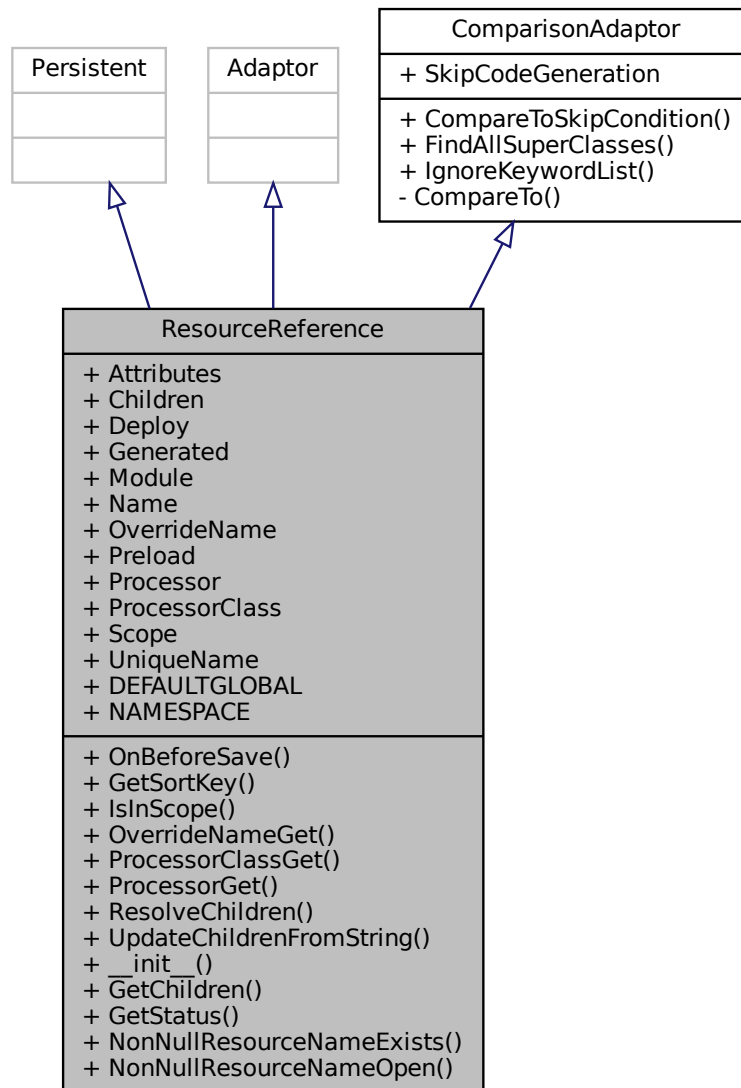 Persistent
Adaptor
ComparisonAdaptor
+ SkipCodeGeneration
+ CompareToSkipCondition()
+ FindAllSuperClasses()
+ IgnoreKeywordList()
- CompareTo()
ResourceReference
+ Attributes
+ Children
+ Deploy
+ Generated
+ Module
+ Name
+ OverrideName
+ Preload
+ Processor
+ ProcessorClass
+ Scope
+ UniqueName
+ DEFAULTGLOBAL
+ NAMESPACE
+ OnBeforeSave()
+ GetSortKey()
+ IsInScope()
+ OverrideNameGet()
+ ProcessorClassGet()
+ ProcessorGet()
+ ResolveChildren()
+ UpdateChildrenFromString()
+ __init__()
+ GetChildren()
+ GetStatus()
+ NonNullResourceNameExists()
+ NonNullResourceNameOpen()